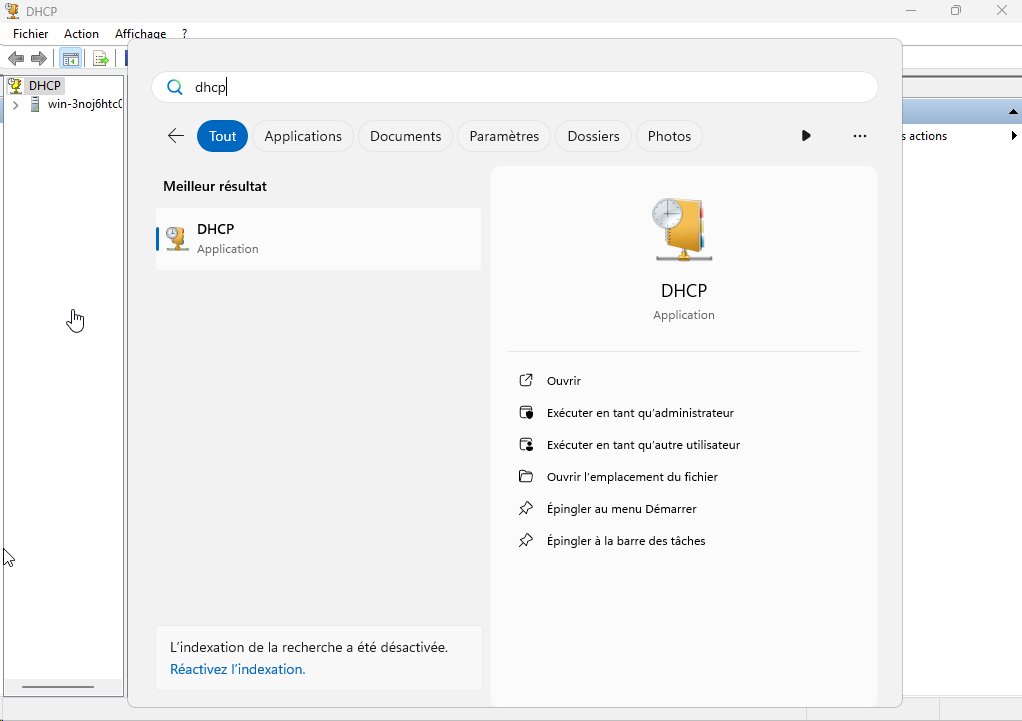 DHCP
Fichier Action Affichage ?
DHCP
dhcp
Tout Applications Documents Paramètres Dossiers Photos
s actions
Meilleur résultat
DHCP
Application
DHCP
Application
Ouvrir
Exécuter en tant qu'administrateur
Exécuter en tant qu'autre utilisateur
Ouvrir l'emplacement du fichier
Épingler au menu Démarrer
Épingler à la barre des tâches
L'indexation de la recherche a été désactivée.
Réactivez l'indexation.